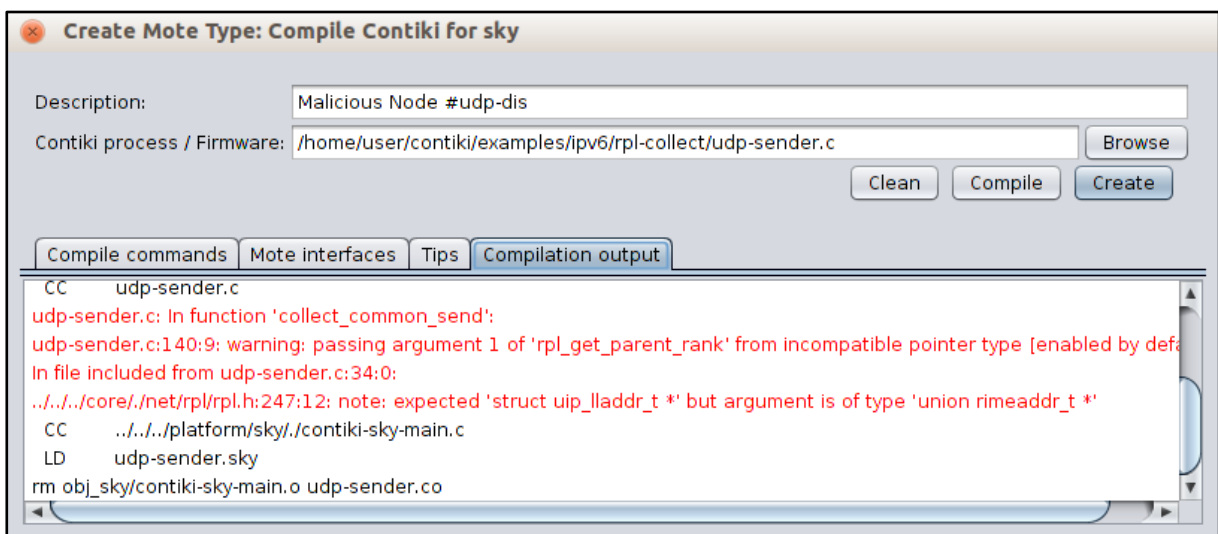 Create Mote Type: Compile Contiki for sky
Description: Malicious Node #udp-dis
Contiki process / Firmware: /home/user/contiki/examples/ipv6/rpl-collect/udp-sender.c Browse
Clean Compile Create
Compile commands Mote interfaces Tips Compilation output
CC udp-sender.c
udp-sender.c: In function 'collect_common_send':
udp-sender.c:140:9: warning: passing argument 1 of 'rpl_get_parent_rank' from incompatible pointer type [enabled by defa
In file included from udp-sender.c:34:0:
../../../core/./net/rpl/rpl.h:247:12: note: expected 'struct uip_lladdr_t *' but argument is of type 'union rimeaddr_t *'
CC ../../../platform/sky/./contiki-sky-main.c
LD udp-sender.sky
rm obj_sky/contiki-sky-main.o udp-sender.co